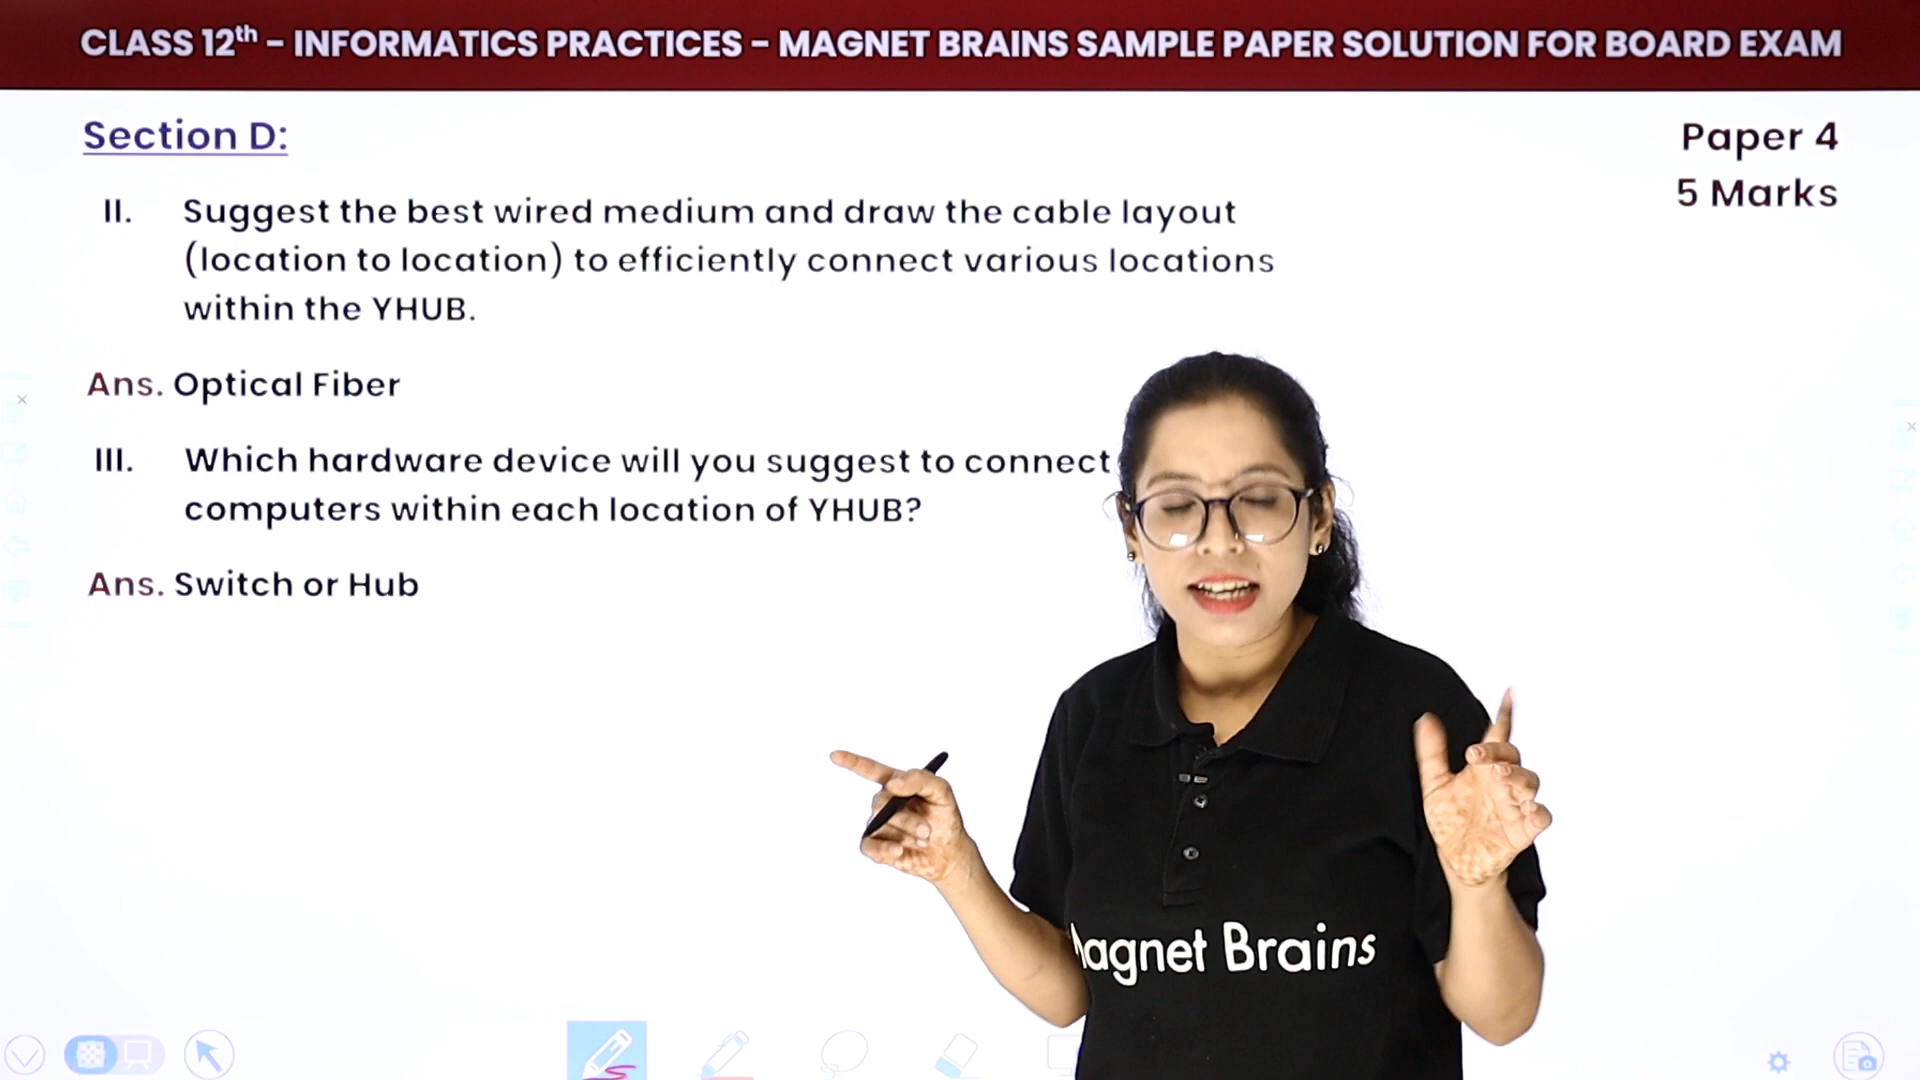 CLASS 12th - INFORMATICS PRACTICES - MAGNET BRAINS SAMPLE PAPER SOLUTION FOR BOARD EXAM
Section D:
Paper 4
5 Marks
II. Suggest the best wired medium and draw the cable layout
(location to location) to efficiently connect various locations
within the YHUB.
Ans. Optical Fiber
III. Which hardware device will you suggest to connect
computers within each location of YHUB?
Ans. Switch or Hub
Magnet Brains